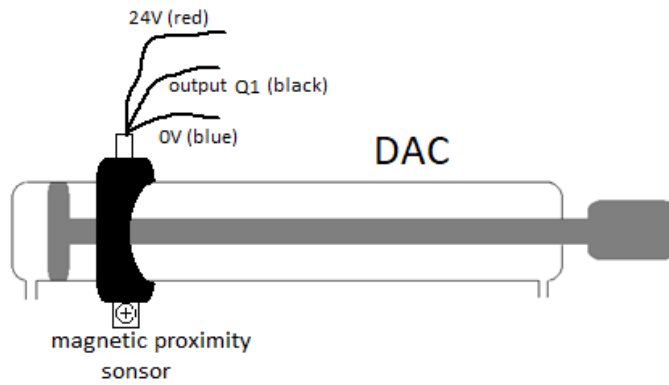 24V (red)
output Q1 (black)
0V (blue)
DAC
magnetic proximity
sonsor